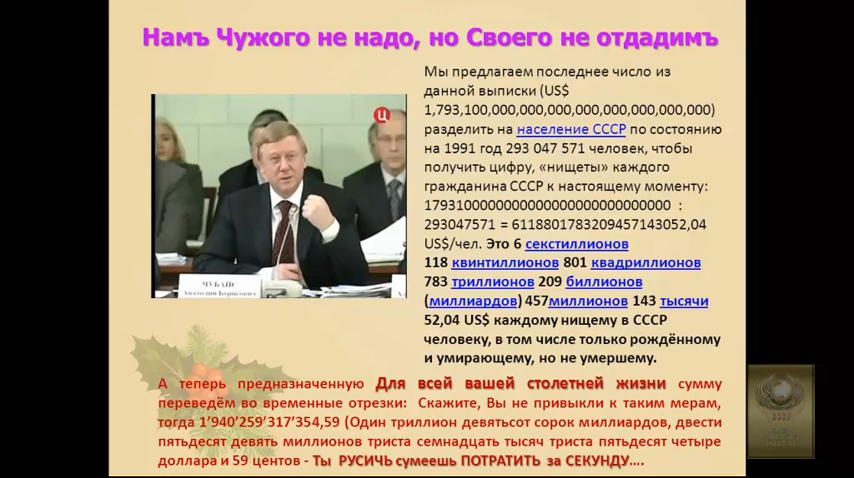 Намъ Чужого не надо, но Своего не отдадимъ
Мы предлагаем последнее число из
данной выписки (US$
1,793,100,000,000,000,000,000,000,000,000)
разделить на население СССР по состоянию
на 1991 год 293 047 571 человек, чтобы
получить цифру, «нищеты» каждого
гражданина СССР к настоящему моменту:
1793100000000000000000000000000 :
293047571 = 6118801783209457143052,04
US$/чел. Это 6 секстиллионов
118 квинтиллионов 801 квадриллионов
783 триллионов 209 биллионов
(миллиардов) 457миллионов 143 тысячи
52,04 US$ каждому нищему в СССР
человеку, в том числе только рождённому
и умирающему, но не умершему.
ЧУБАЙС
Анатолий Борисович
А теперь предназначенную Для всей вашей столетней жизни сумму
переведём во временные отрезки: Скажите, Вы не привыкли к таким мерам,
тогда 1’940’259’317’354,59 (Один триллион девятьсот сорок миллиардов, двести
пятьдесят девять миллионов триста семнадцать тысяч триста пятьдесят четыре
доллара и 59 центов - Ты РУСИЧЬ сумеешь ПОТРАТИТЬ за СЕКУНДУ….